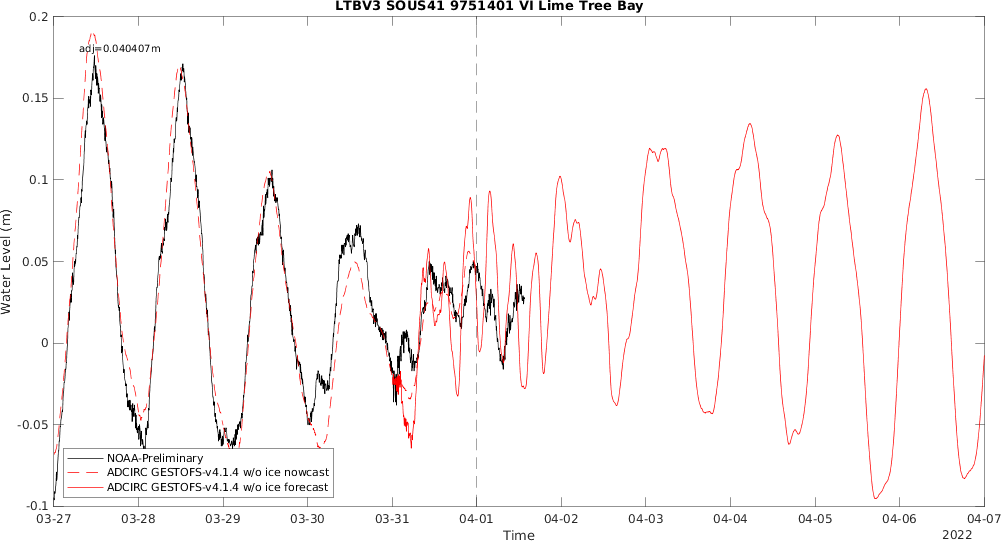 LTBV3 SOUS41 9751401 VI Lime Tree Bay
adj=0.040407m
0.2
0.15
0.1
0.05
0
-0.05
-0.1
Water Level (m)
NOAA-Preliminary
ADCIRC GESTOFS-v4.1.4 w/o ice nowcast
ADCIRC GESTOFS-v4.1.4 w/o ice forecast
03-27 03-28 03-29 03-30 03-31 04-01 04-02 04-03 04-04 04-05 04-06 04-07
Time
2022